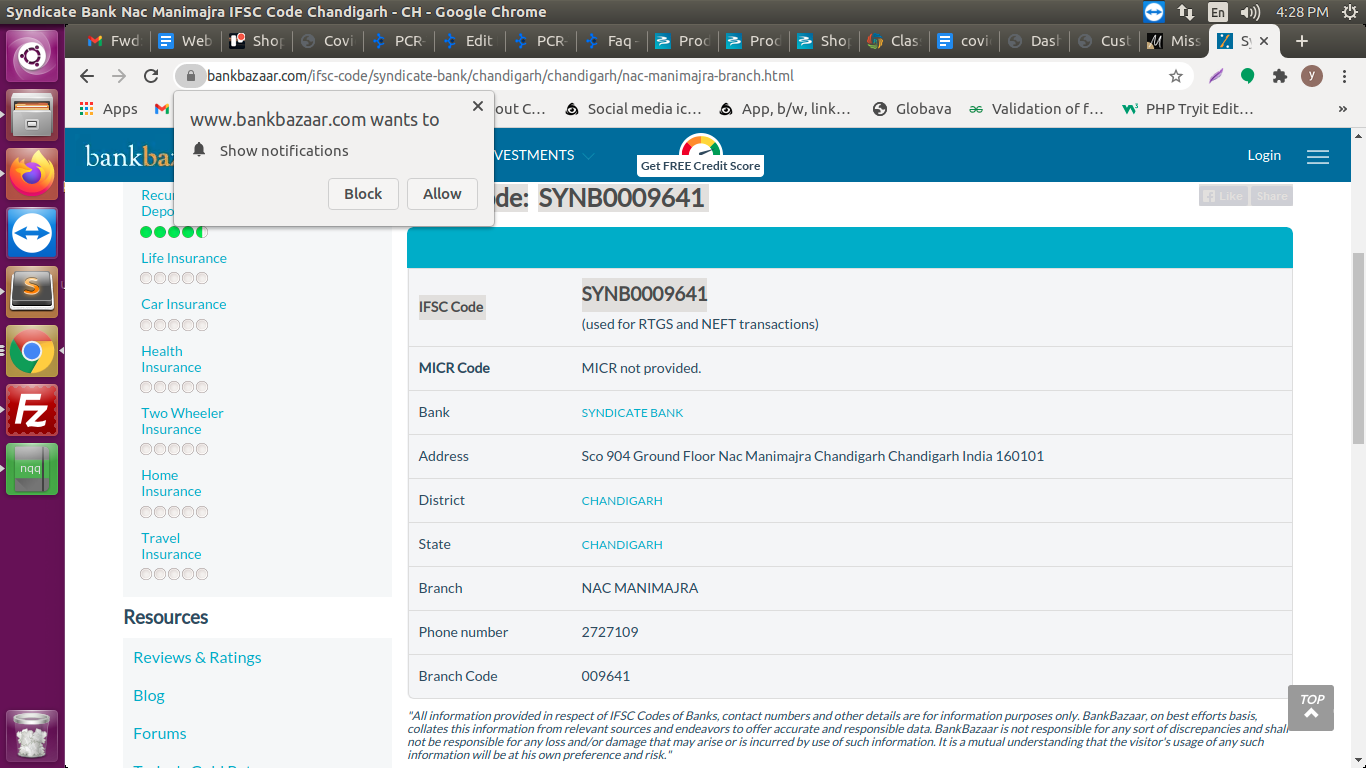 Syndicate Bank Nac Manimajra IFSC Code Chandigarh - CH - Google Chrome
En
4:28 PM
Fwd:
Web
Shop
Covi
PCR-
Edit
PCR-
Faq –
Prod
Prod
Shop
Clas
covid
Dash
Cust
Miss
Sy
bankbazaar.com/ifsc-code/syndicate-bank/chandigarh/chandigarh/nac-manimajra-branch.html
y
Apps
out C…
Social media ic…
App, b/w, link…
Globava
Validation of f…
PHP Tryit Edit…
»
www.bankbazaar.com wants to
Show notifications
Block
Allow
bankba
VESTMENTS
Get FREE Credit Score
Login
de: SYNB0009641
Like
Share
Recu
Depo
Life Insurance
Car Insurance
Health
Insurance
Two Wheeler
Insurance
Home
Insurance
Travel
Insurance
Resources
Reviews & Ratings
Blog
Forums
IFSC Code
SYNB0009641
(used for RTGS and NEFT transactions)
MICR Code
MICR not provided.
Bank
SYNDICATE BANK
Address
Sco 904 Ground Floor Nac Manimajra Chandigarh Chandigarh India 160101
District
CHANDIGARH
State
CHANDIGARH
Branch
NAC MANIMAJRA
Phone number
2727109
Branch Code
009641
"All information provided in respect of IFSC Codes of Banks, contact numbers and other details are for information purposes only. BankBazaar, on best efforts basis,
collates this information from relevant sources and endeavors to offer accurate and responsible data. BankBazaar is not responsible for any sort of discrepancies and shall
not be responsible for any loss and/or damage that may arise or is incurred by use of such information. It is a mutual understanding that the visitor's usage of any such
information will be at his own preference and risk."
TOP
S
Fz
nqq